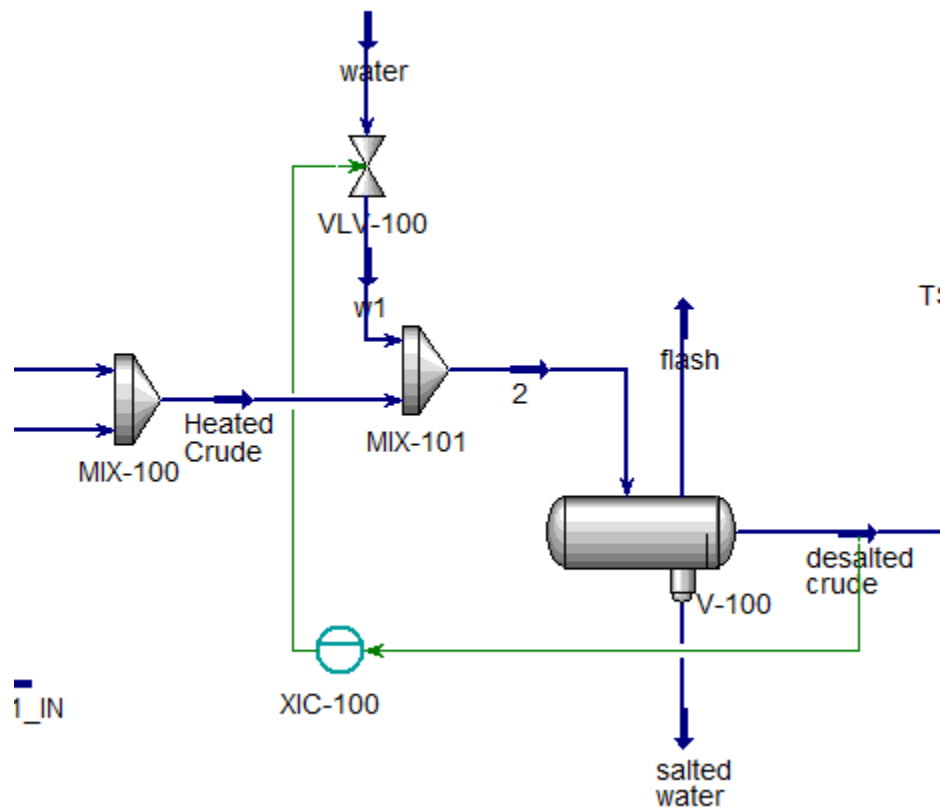 water
VLV-100
w1
TS
flash
2
Heated
Crude
MIX-101
MIX-100
desalted
crude
V-100
XIC-100
1_IN
salted
water